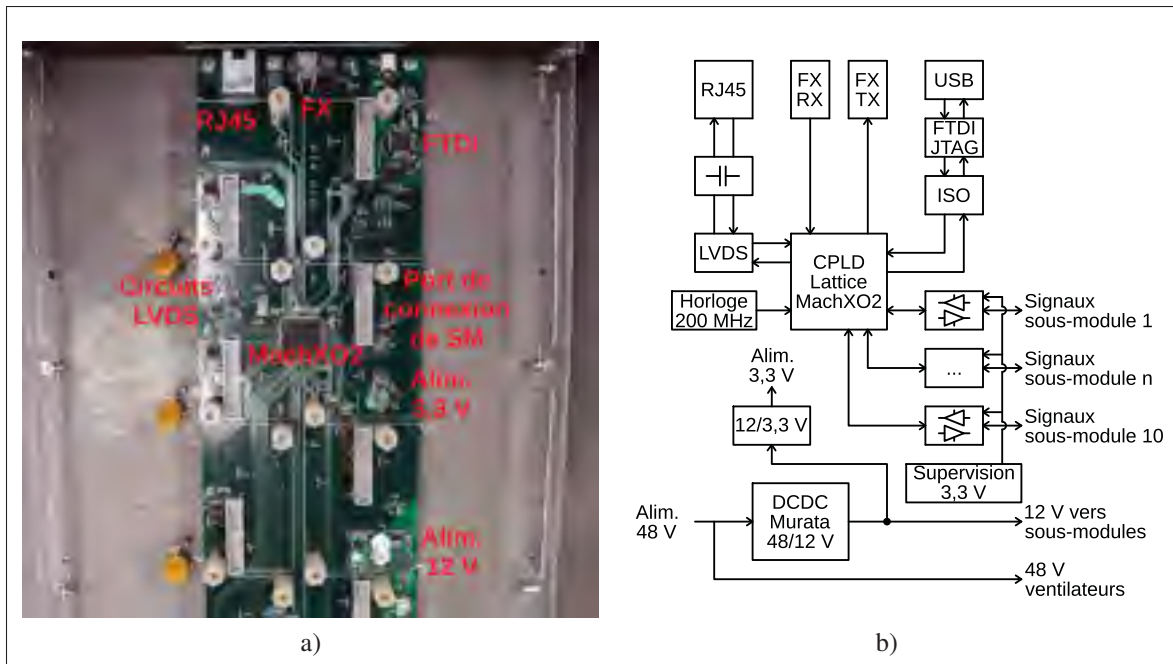 RJ45
FX
FTDI
Circuits
LVDS
Port de
connexion
de SM
MachXO2
Alim.
3,3 V
Alim.
12 V
a)
RJ45
FX
RX
FX
TX
USB
FTDI
JTAG
ISO
LVDS
CPLD
Lattice
MachXO2
Horloge
200 MHz
Signaux
sous-module 1
Alim.
3,3 V
...
Signaux
sous-module n
12/3,3 V
Signaux
sous-module 10
Supervision
3,3 V
Alim.
48 V
DCDC
Murata
48/12 V
12 V vers
sous-modules
48 V
ventilateurs
b)